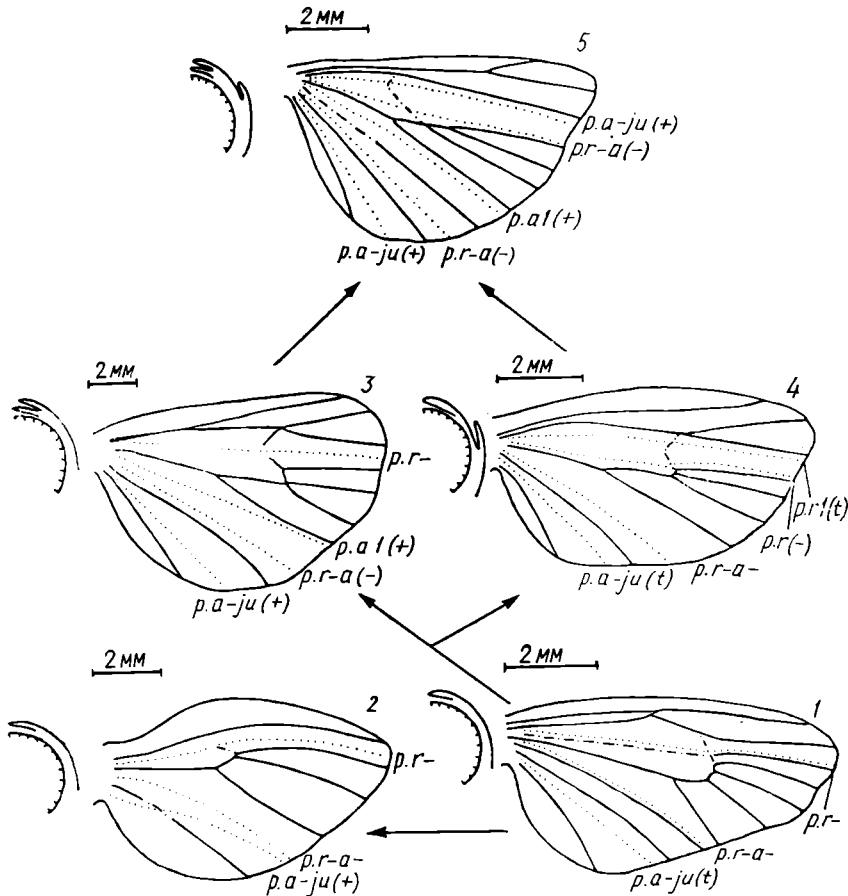 2 мм
5
p.a-ju(+)
p.r-a(-)
p.a1(+)
p.a-ju(+) p.r-a(-)
2 мм
3
p.r-
p.a1(+)
p.r-a(-)
p.a-ju(+)
2 мм
4
p.r1(t)
p.r(-)
p.r-a-
p.a-ju(t)
2 мм
2
p.r-
p.r-a-
p.a-ju(+)
2 мм
1
p.r-
p.r-a-
p.a-ju(t)